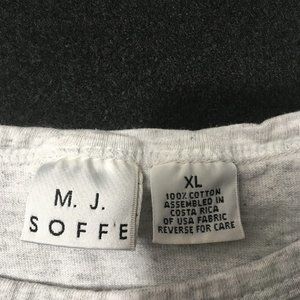 M. J.
SOFFE
XL
100% COTTON
ASSEMBLED IN
COSTA RICA
OF USA FABRIC
REVERSE FOR CARE